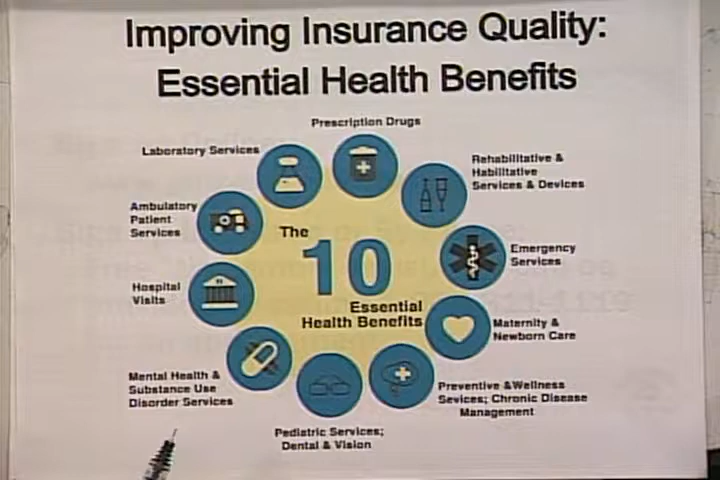 Improving Insurance Quality:
Essential Health Benefits
Prescription Drugs
Laboratory Services
Rehabilitative &
Habilitative
Services & Devices
Ambulatory
Patient
Services
The
10
Essential
Health Benefits
Emergency
Services
Hospital
Visits
Maternity &
Newborn Care
Mental Health &
Substance Use
Disorder Services
Preventive &Wellness
Sevices; Chronic Disease
Management
Pediatric Services;
Dental & Vision